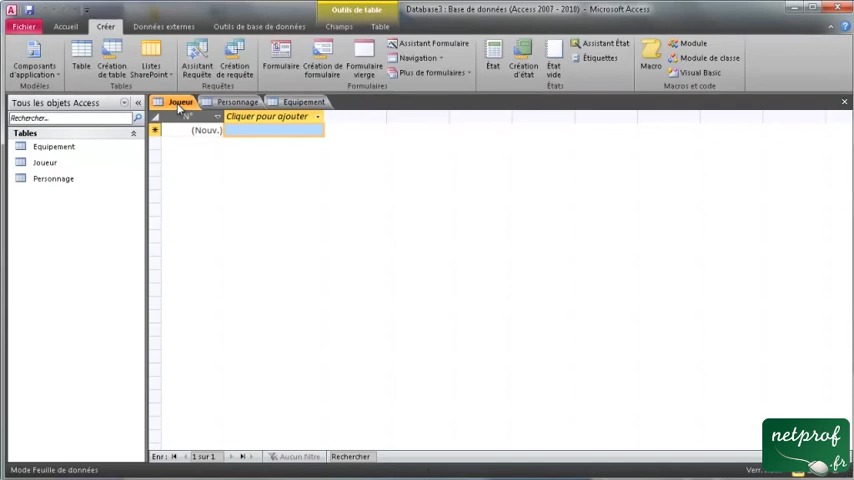 Outils de table
Database3 : Base de données (Access 2007 - 2010) - Microsoft Access
Fichier Accueil Créer Données externes Outils de base de données Champs Table
Composants d'application
Modèles
Table
Création de table
Listes SharePoint
Tables
Assistant Requête
Création de requête
Requêtes
Formulaire
Création de formulaire
Formulaire vierge
Assistant Formulaire
Navigation
Plus de formulaires
Formulaires
État
Création d'état
État vide
Assistant État
Étiquettes
États
Macro
Module
Module de classe
Visual Basic
Macros et code
Tous les objets Access
Rechercher...
Tables
Equipement
Joueur
Personnage
Joueur Personnage Equipement
N° Cliquer pour ajouter
(Nouv.)
Enr : 1 sur 1 Aucun filtre Rechercher
Mode Feuille de données
netprof
.fr